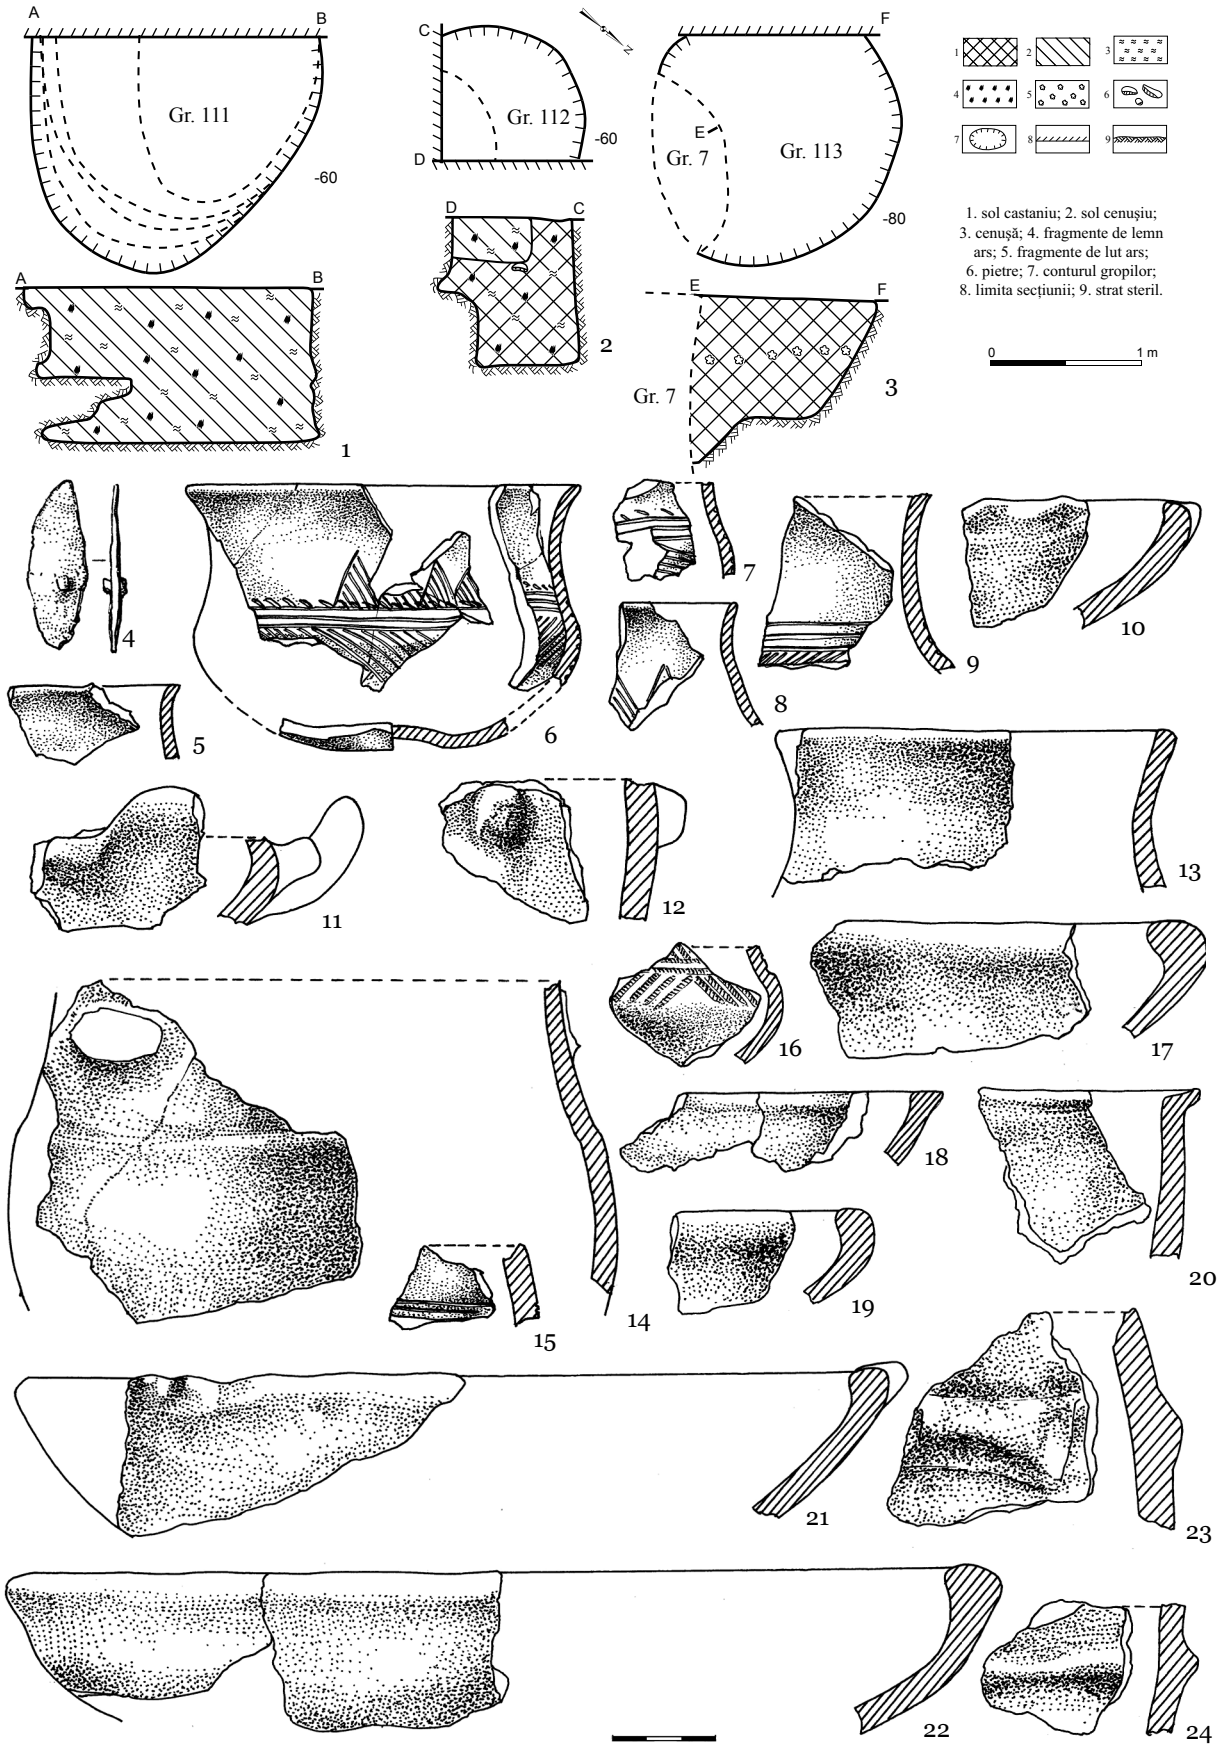 A
B
Gr. 111
-60
C
D
Gr. 112
-60
N
F
E
Gr. 7
Gr. 113
-80
1
2
3
4
5
6
7
8
9
1. sol castaniu; 2. sol cenușiu;
3. cenușă; 4. fragmente de lemn
ars; 5. fragmente de lut ars;
6. pietre; 7. conturul gropilor;
8. limita secțiunii; 9. strat steril.
0 1 m
A B
1
D C
2
E F
Gr. 7
3
4
5
6
7
8
9
10
11
12
13
14
15
16
17
18
19
20
21
22
23
24